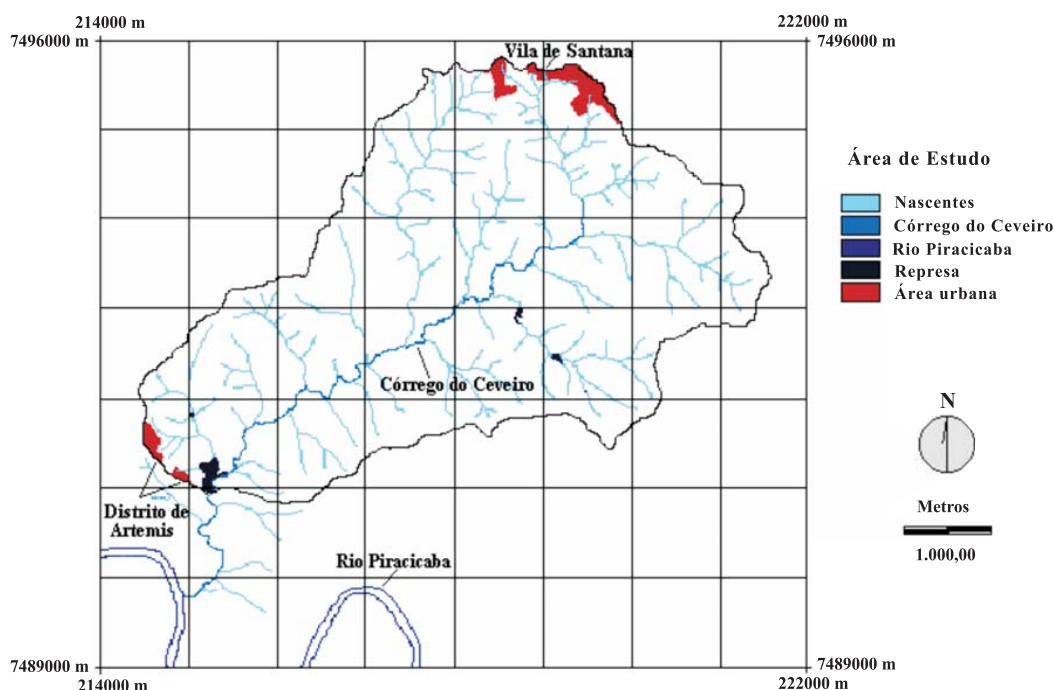 214000 m
222000 m
7496000 m
7496000 m
Vila de Santana
Área de Estudo
Nascentes
Córrego do Ceveiro
Rio Piracicaba
Represa
Área urbana
Córrego do Ceveiro
N
Distrito de
Artemis
Metros
1.000,00
Rio Piracicaba
7489000 m
7489000 m
214000 m
222000 m